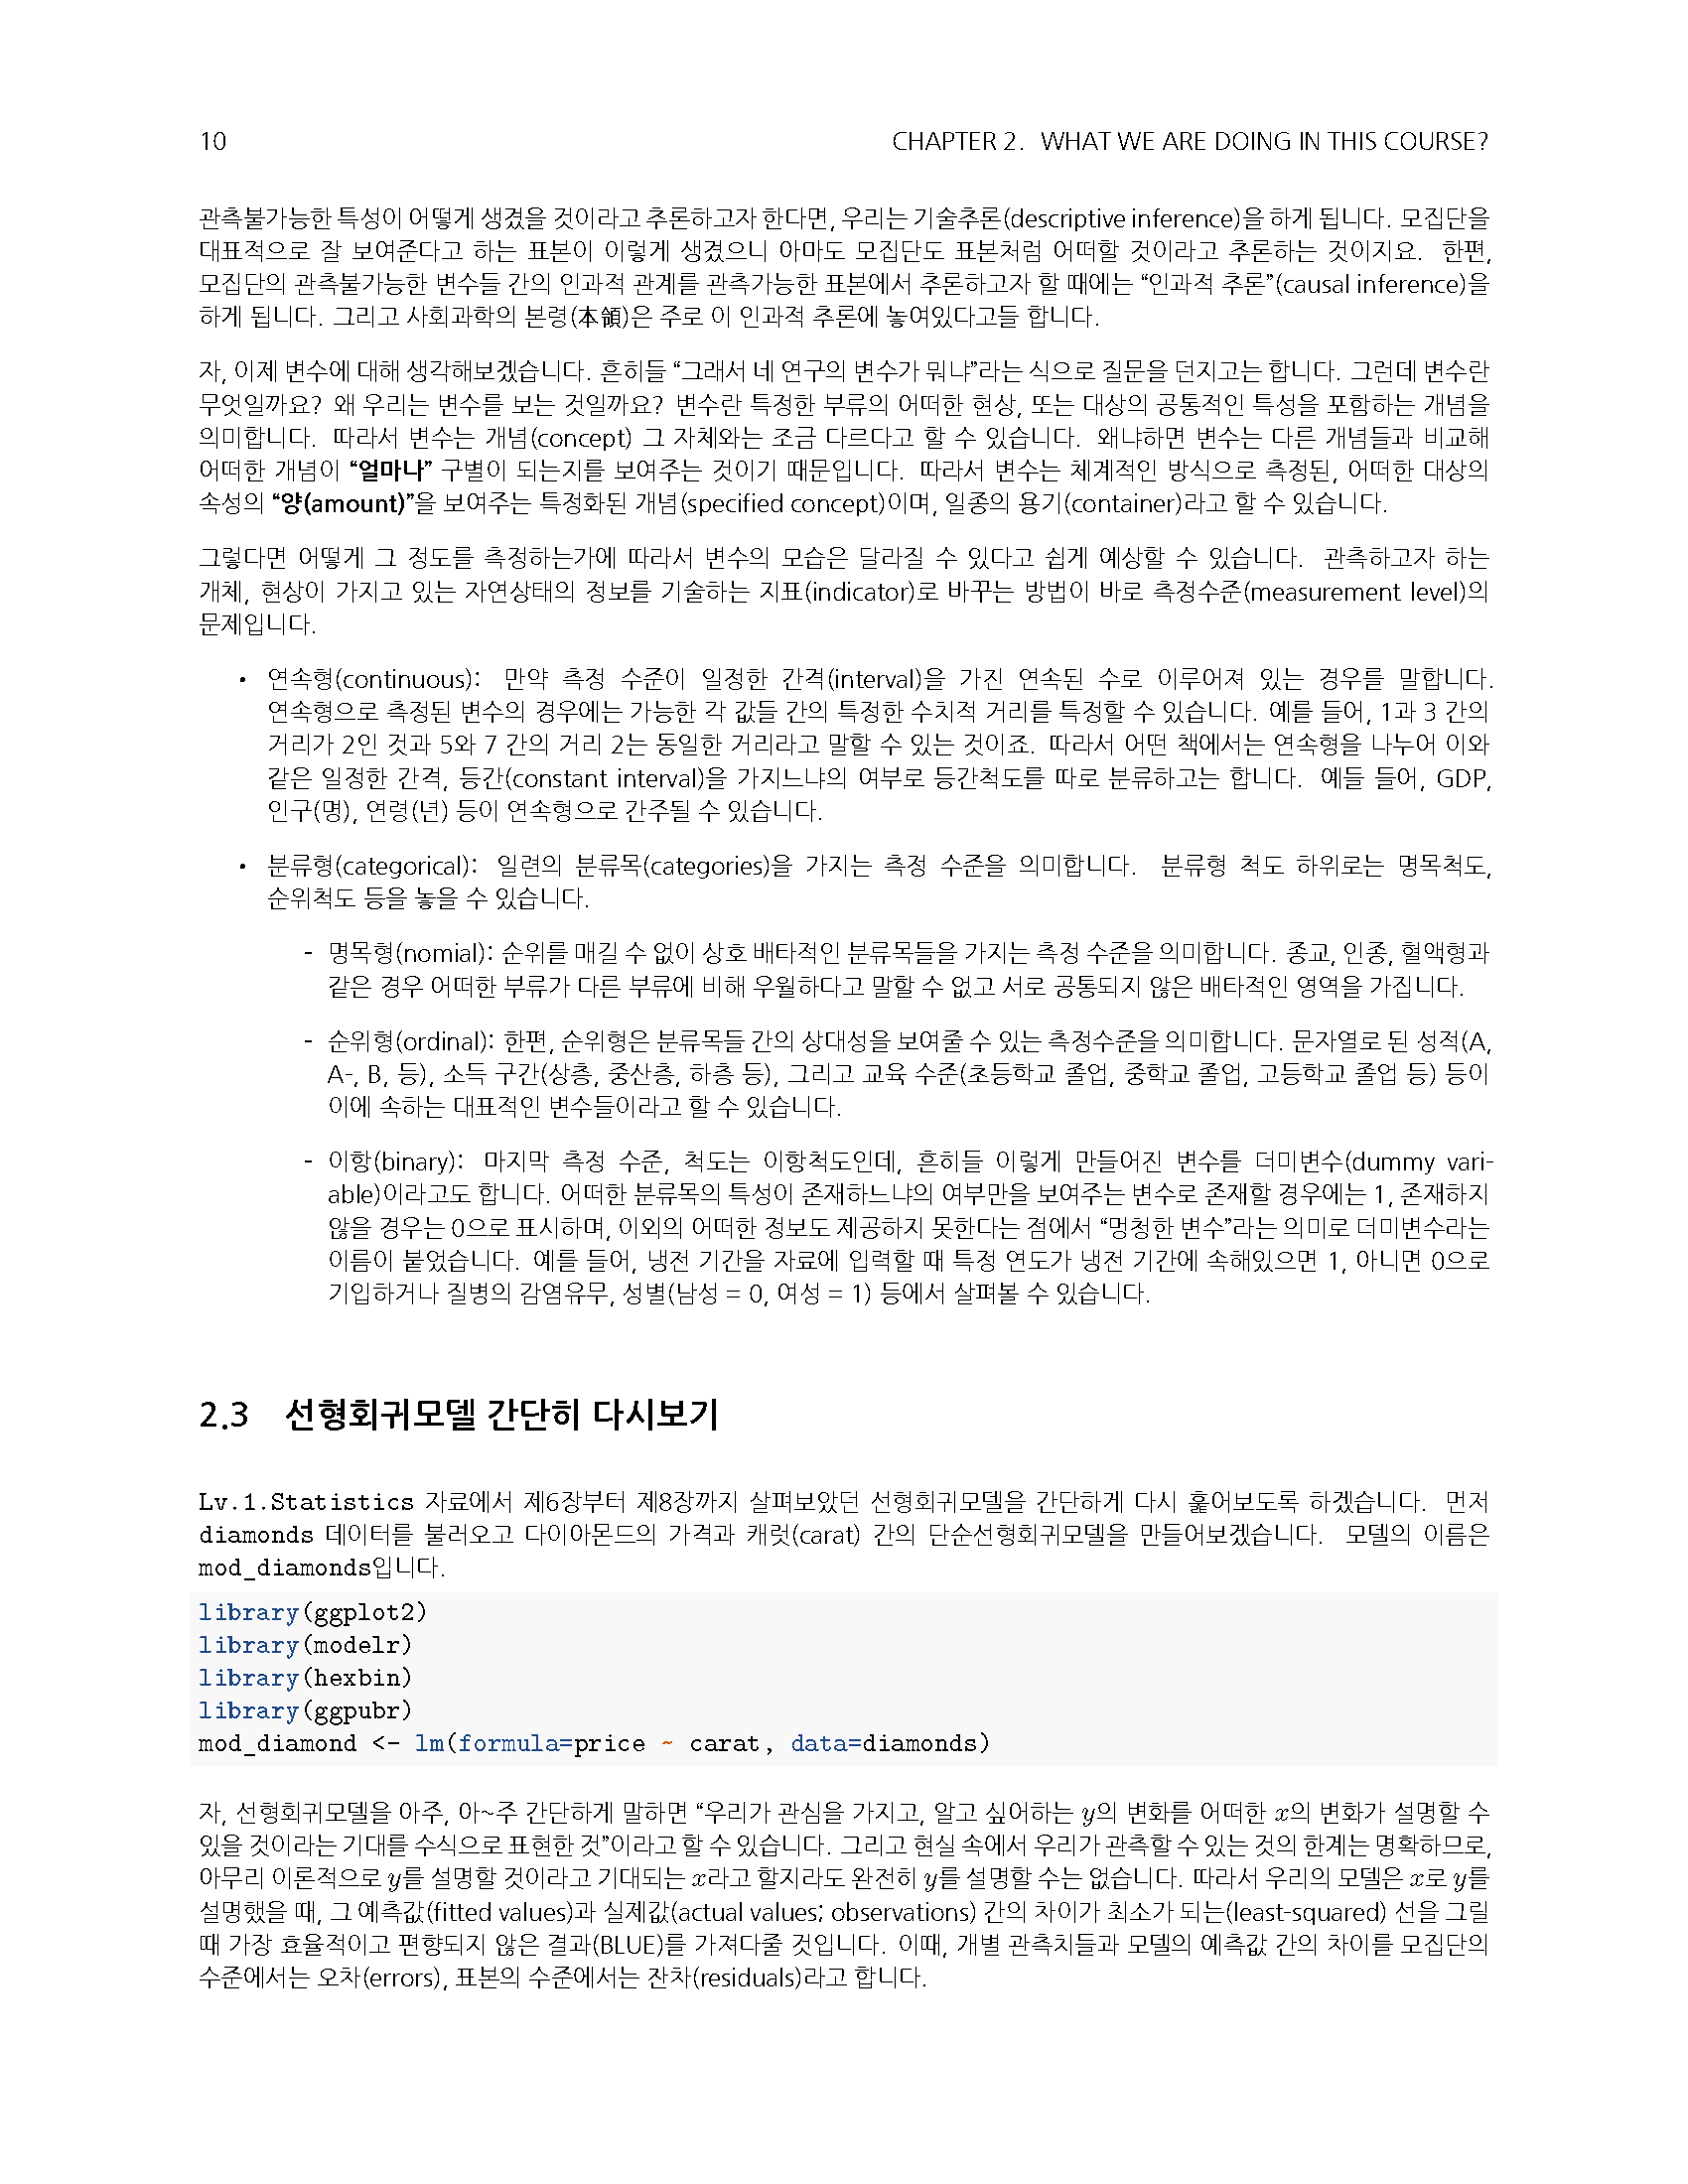 10 CHAPTER 2. WHAT WE ARE DOING IN THIS COURSE?
관측불가능한 특성이 어떻게 생겼을 것이라고 추론하고자 한다면, 우리는 기술추론(descriptive inference)을 하게 됩니다. 모집단을
대표적으로 잘 보여준다고 하는 표본이 이렇게 생겼으니 아마도 모집단도 표본처럼 어떠할 것이라고 추론하는 것이지요. 한편,
모집단의 관측불가능한 변수들 간의 인과적 관계를 관측가능한 표본에서 추론하고자 할 때에는 “인과적 추론”(causal inference)을
하게 됩니다. 그리고 사회과학의 본령(本領)은 주로 이 인과적 추론에 놓여있다고들 합니다.
자, 이제 변수에 대해 생각해보겠습니다. 흔히들 “그래서 네 연구의 변수가 뭐냐”라는 식으로 질문을 던지고는 합니다. 그런데 변수란
무엇일까요? 왜 우리는 변수를 보는 것일까요? 변수란 특정한 부류의 어떠한 현상, 또는 대상의 공통적인 특성을 포함하는 개념을
의미합니다. 따라서 변수는 개념(concept) 그 자체와는 조금 다르다고 할 수 있습니다. 왜냐하면 변수는 다른 개념들과 비교해
어떠한 개념이 “얼마나” 구별이 되는지를 보여주는 것이기 때문입니다. 따라서 변수는 체계적인 방식으로 측정된, 어떠한 대상의
속성의 “양(amount)”을 보여주는 특정화된 개념(specified concept)이며, 일종의 용기(container)라고 할 수 있습니다.
그렇다면 어떻게 그 정도를 측정하는가에 따라서 변수의 모습은 달라질 수 있다고 쉽게 예상할 수 있습니다. 관측하고자 하는
개체, 현상이 가지고 있는 자연상태의 정보를 기술하는 지표(indicator)로 바꾸는 방법이 바로 측정수준(measurement level)의
문제입니다.
• 연속형(continuous): 만약 측정 수준이 일정한 간격(interval)을 가진 연속된 수로 이루어져 있는 경우를 말합니다.
연속형으로 측정된 변수의 경우에는 가능한 각 값들 간의 특정한 수치적 거리를 특정할 수 있습니다. 예를 들어, 1과 3 간의
거리가 2인 것과 5와 7 간의 거리 2는 동일한 거리라고 말할 수 있는 것이죠. 따라서 어떤 책에서는 연속형을 나누어 이와
같은 일정한 간격, 등간(constant interval)을 가지느냐의 여부로 등간척도를 따로 분류하고는 합니다. 예들 들어, GDP,
인구(명), 연령(년) 등이 연속형으로 간주될 수 있습니다.
• 분류형(categorical): 일련의 분류목(categories)을 가지는 측정 수준을 의미합니다. 분류형 척도 하위로는 명목척도,
순위척도 등을 놓을 수 있습니다.
- 명목형(nomial): 순위를 매길 수 없이 상호 배타적인 분류목들을 가지는 측정 수준을 의미합니다. 종교, 인종, 혈액형과
같은 경우 어떠한 부류가 다른 부류에 비해 우월하다고 말할 수 없고 서로 공통되지 않은 배타적인 영역을 가집니다.
- 순위형(ordinal): 한편, 순위형은 분류목들 간의 상대성을 보여줄 수 있는 측정수준을 의미합니다. 문자열로 된 성적(A,
A-, B, 등), 소득 구간(상층, 중산층, 하층 등), 그리고 교육 수준(초등학교 졸업, 중학교 졸업, 고등학교 졸업 등) 등이
이에 속하는 대표적인 변수들이라고 할 수 있습니다.
- 이항(binary): 마지막 측정 수준, 척도는 이항척도인데, 흔히들 이렇게 만들어진 변수를 더미변수(dummy vari-
able)이라고도 합니다. 어떠한 분류목의 특성이 존재하느냐의 여부만을 보여주는 변수로 존재할 경우에는 1, 존재하지
않을 경우는 0으로 표시하며, 이외의 어떠한 정보도 제공하지 못한다는 점에서 “멍청한 변수”라는 의미로 더미변수라는
이름이 붙었습니다. 예를 들어, 냉전 기간을 자료에 입력할 때 특정 연도가 냉전 기간에 속해있으면 1, 아니면 0으로
기입하거나 질병의 감염유무, 성별(남성 = 0, 여성 = 1) 등에서 살펴볼 수 있습니다.
2.3 선형회귀모델 간단히 다시보기
Lv.1.Statistics 자료에서 제6장부터 제8장까지 살펴보았던 선형회귀모델을 간단하게 다시 훑어보도록 하겠습니다. 먼저
diamonds 데이터를 불러오고 다이아몬드의 가격과 캐럿(carat) 간의 단순선형회귀모델을 만들어보겠습니다. 모델의 이름은
mod_diamonds입니다.
library(ggplot2)
library(modelr)
library(hexbin)
library(ggpubr)
mod_diamond <- lm(formula=price ~ carat, data=diamonds)
자, 선형회귀모델을 아주, 아~주 간단하게 말하면 “우리가 관심을 가지고, 알고 싶어하는 y의 변화를 어떠한 x의 변화가 설명할 수
있을 것이라는 기대를 수식으로 표현한 것”이라고 할 수 있습니다. 그리고 현실 속에서 우리가 관측할 수 있는 것의 한계는 명확하므로,
아무리 이론적으로 y를 설명할 것이라고 기대되는 x라고 할지라도 완전히 y를 설명할 수는 없습니다. 따라서 우리의 모델은 x로 y를
설명했을 때, 그 예측값(fitted values)과 실제값(actual values; observations) 간의 차이가 최소가 되는(least-squared) 선을 그릴
때 가장 효율적이고 편향되지 않은 결과(BLUE)를 가져다줄 것입니다. 이때, 개별 관측치들과 모델의 예측값 간의 차이를 모집단의
수준에서는 오차(errors), 표본의 수준에서는 잔차(residuals)라고 합니다.